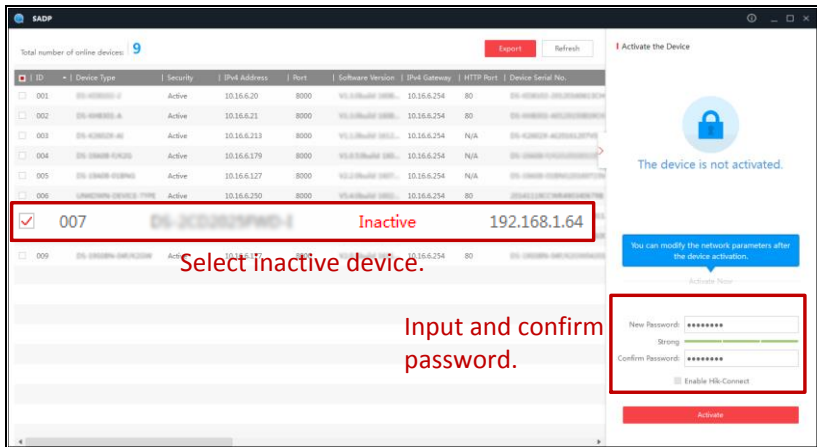 SADP
Total number of online devices: 9
Export Refresh
ID Device Type Security IPv4 Address Port Software Version IPv4 Gateway HTTP Port Device Serial No.
001 Active 10.16.6.20 8000 10.16.6.254 80
002 Active 10.16.6.21 8000 10.16.6.254 80
003 Active 10.16.6.213 8000 10.16.6.254 N/A
004 Active 10.16.6.179 8000 10.16.6.254 N/A
005 Active 10.16.6.127 8000 10.16.6.254 N/A
006 Active 10.16.6.250 8000 10.16.6.254 80
007 Inactive 192.168.1.64
009 10.16.6.254 80
Select inactive device.
Input and confirm
password.
Activate the Device
The device is not activated.
You can modify the network parameters after
the device activation.
Activate Now
New Password: ●●●●●●●●
Strong
Confirm Password: ●●●●●●●●
Enable Hik-Connect
Activate